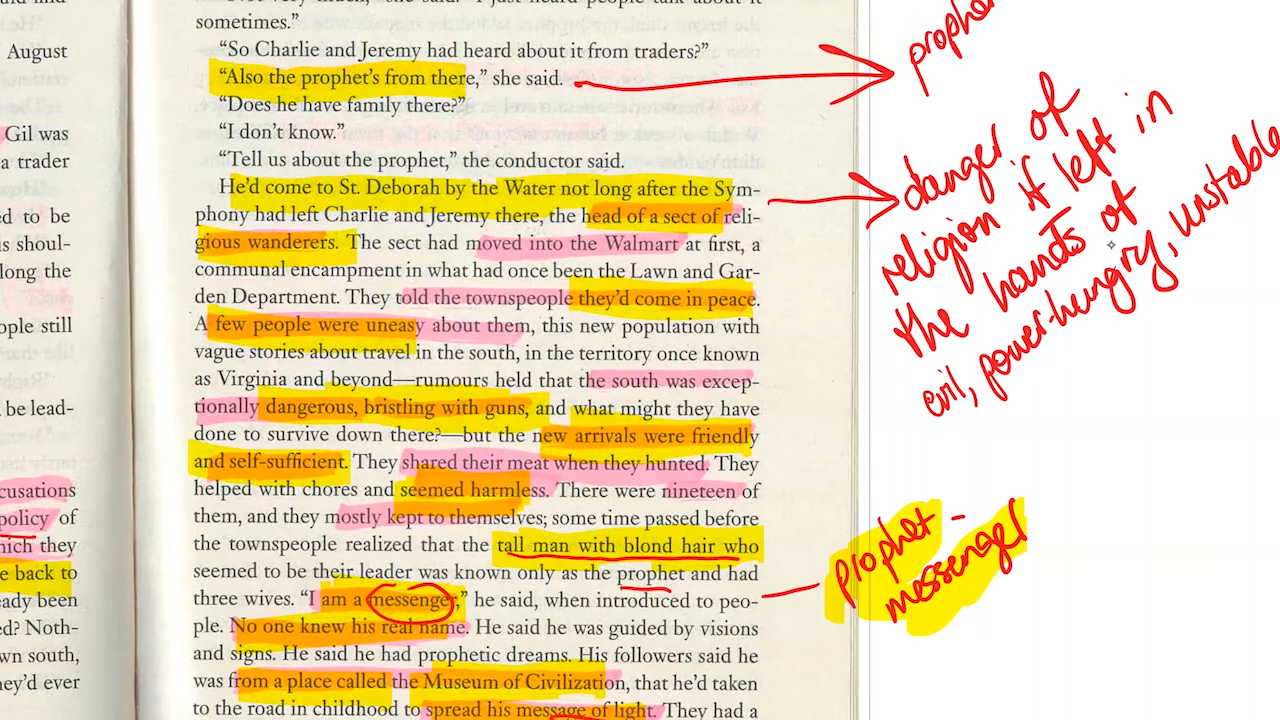 sometimes."
August
"So Charlie and Jeremy had heard about it from traders?"
"Also the prophet's from there," she said.
"Does he have family there?"
Gil was
"I don't know."
a trader
"Tell us about the prophet," the conductor said.
He'd come to St. Deborah by the Water not long after the Sym-
ed to be
phony had left Charlie and Jeremy there, the head of a sect of reli-
is shoul-
gious wanderers. The sect had moved into the Walmart at first, a
long the
communal encampment in what had once been the Lawn and Gar-
den Department. They told the townspeople they'd come in peace.
ople still
A few people were uneasy about them, this new population with
vague stories about travel in the south, in the territory once known
as Virginia and beyond—rumours held that the south was excep-
be lead-
tionally dangerous, bristling with guns, and what might they have
done to survive down there?—but the new arrivals were friendly
and self-sufficient. They shared their meat when they hunted. They
cusations
helped with chores and seemed harmless. There were nineteen of
policy of
them, and they mostly kept to themselves; some time passed before
hich they
the townspeople realized that the tall man with blond hair who
e back to
seemed to be their leader was known only as the prophet and had
ady been
three wives. "I am a messenger," he said, when introduced to peo-
ed? Noth-
ple. No one knew his real name. He said he was guided by visions
wn south,
and signs. He said he had prophetic dreams. His followers said he
hey'd ever
was from a place called the Museum of Civilization, that he'd taken
to the road in childhood to spread his message of light. They had a
danger of
religion if left in
the hands of
evil, power-hungry, unstable
prophet -
messenger